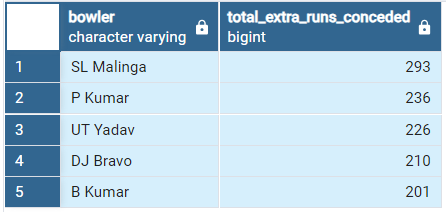 bowler total_extra_runs_conceded
character varying bigint
1 SL Malinga 293
2 P Kumar 236
3 UT Yadav 226
4 DJ Bravo 210
5 B Kumar 201